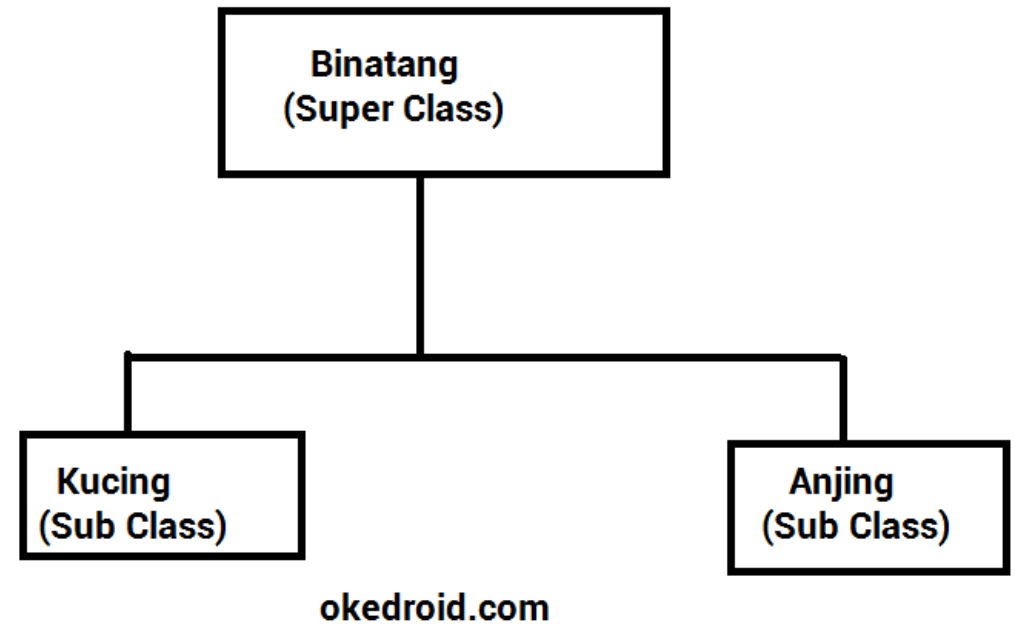 Binatang
(Super Class)
Kucing
(Sub Class)
Anjing
(Sub Class)
okedroid.com